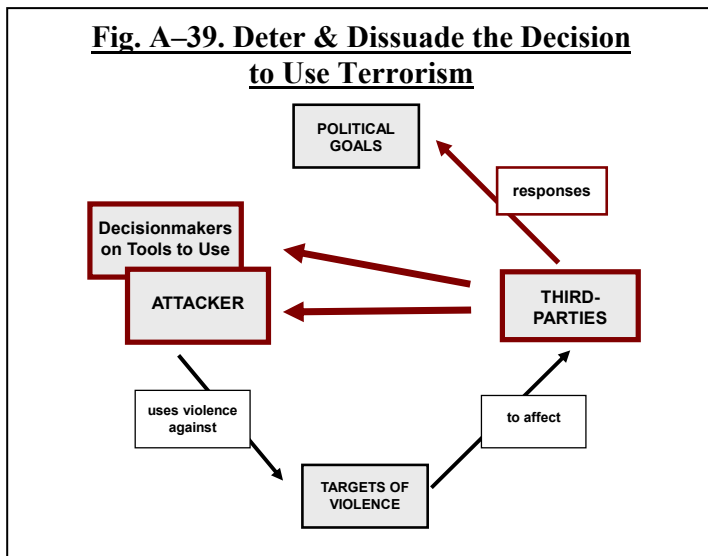 Fig. A–39. Deter & Dissuade the Decision
to Use Terrorism
POLITICAL
GOALS
responses
Decisionmakers
on Tools to Use
ATTACKER
THIRD-
PARTIES
uses violence
against
to affect
TARGETS OF
VIOLENCE